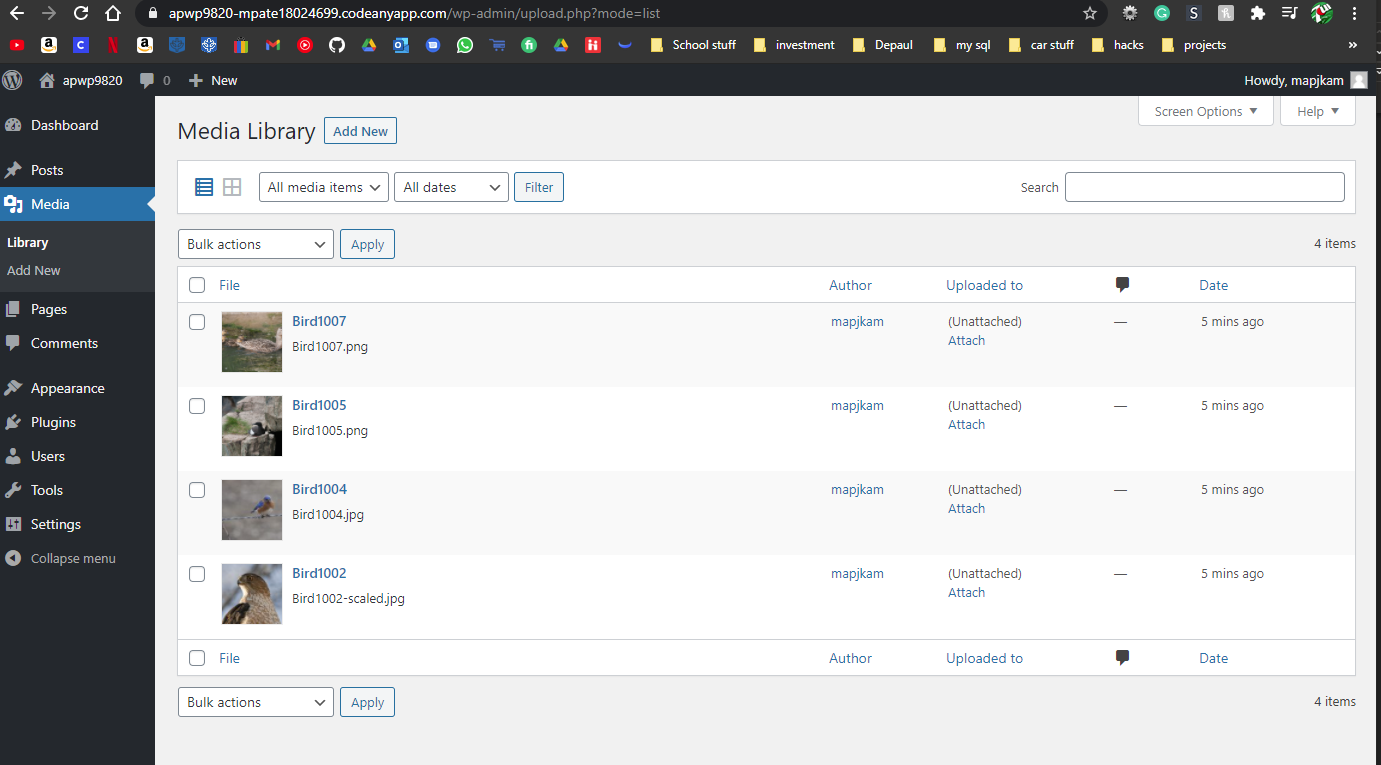 apwp9820-mpate18024699.codeanyapp.com/wp-admin/upload.php?mode=list
School stuff investment Depaul my sql car stuff hacks projects »
apwp9820 0 + New Howdy, mapjkam
Screen Options Help
Dashboard
Posts
Media
Library
Add New
Pages
Comments
Appearance
Plugins
Users
Tools
Settings
Collapse menu
Media Library Add New
All media items All dates Filter Search
Bulk actions Apply 4 items
File Author Uploaded to Date
Bird1007 mapjkam (Unattached) — 5 mins ago
Bird1007.png Attach
Bird1005 mapjkam (Unattached) — 5 mins ago
Bird1005.png Attach
Bird1004 mapjkam (Unattached) — 5 mins ago
Bird1004.jpg Attach
Bird1002 mapjkam (Unattached) — 5 mins ago
Bird1002-scaled.jpg Attach
File Author Uploaded to Date
Bulk actions Apply 4 items